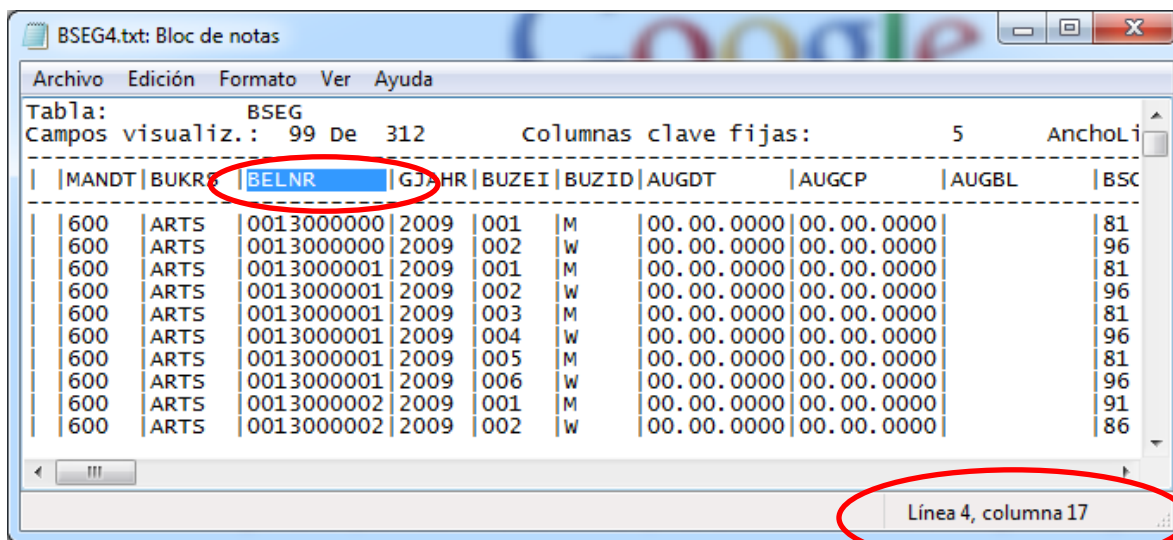 BSEG4.txt: Bloc de notas
Archivo Edición Formato Ver Ayuda
Tabla: BSEG
Campos visualiz.: 99 De 312 Columnas clave fijas: 5 AnchoLi
--------------------------------------------------------------------------------
| |MANDT|BUKRS |BELNR |GJAHR|BUZEI|BUZID|AUGDT |AUGCP |AUGBL |BSC
--------------------------------------------------------------------------------
| |600 |ARTS |0013000000|2009 |001 |M |00.00.0000|00.00.0000| |81
| |600 |ARTS |0013000000|2009 |002 |W |00.00.0000|00.00.0000| |96
| |600 |ARTS |0013000001|2009 |001 |M |00.00.0000|00.00.0000| |81
| |600 |ARTS |0013000001|2009 |002 |W |00.00.0000|00.00.0000| |96
| |600 |ARTS |0013000001|2009 |003 |M |00.00.0000|00.00.0000| |81
| |600 |ARTS |0013000001|2009 |004 |W |00.00.0000|00.00.0000| |96
| |600 |ARTS |0013000001|2009 |005 |M |00.00.0000|00.00.0000| |81
| |600 |ARTS |0013000001|2009 |006 |W |00.00.0000|00.00.0000| |96
| |600 |ARTS |0013000002|2009 |001 |M |00.00.0000|00.00.0000| |91
| |600 |ARTS |0013000002|2009 |002 |W |00.00.0000|00.00.0000| |86
Línea 4, columna 17